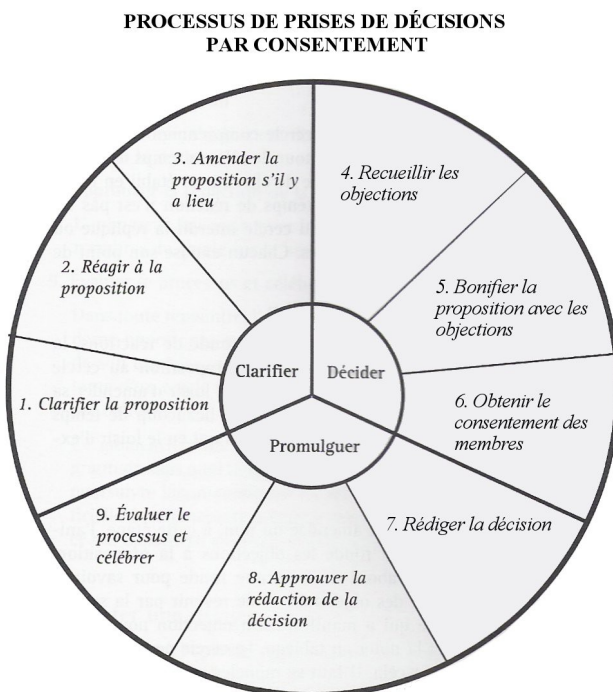 PROCESSUS DE PRISES DE DÉCISIONS
PAR CONSENTEMENT
3. Amender la
proposition s'il y
a lieu
4. Recueillir les
objections
2. Réagir à la
proposition
5. Bonifier la
proposition avec les
objections
Clarifier
Décider
1. Clarifier la proposition
6. Obtenir le
consentement des
membres
Promulguer
9. Évaluer le
processus et
célébrer
7. Rédiger la décision
8. Approuver la
rédaction de la
décision